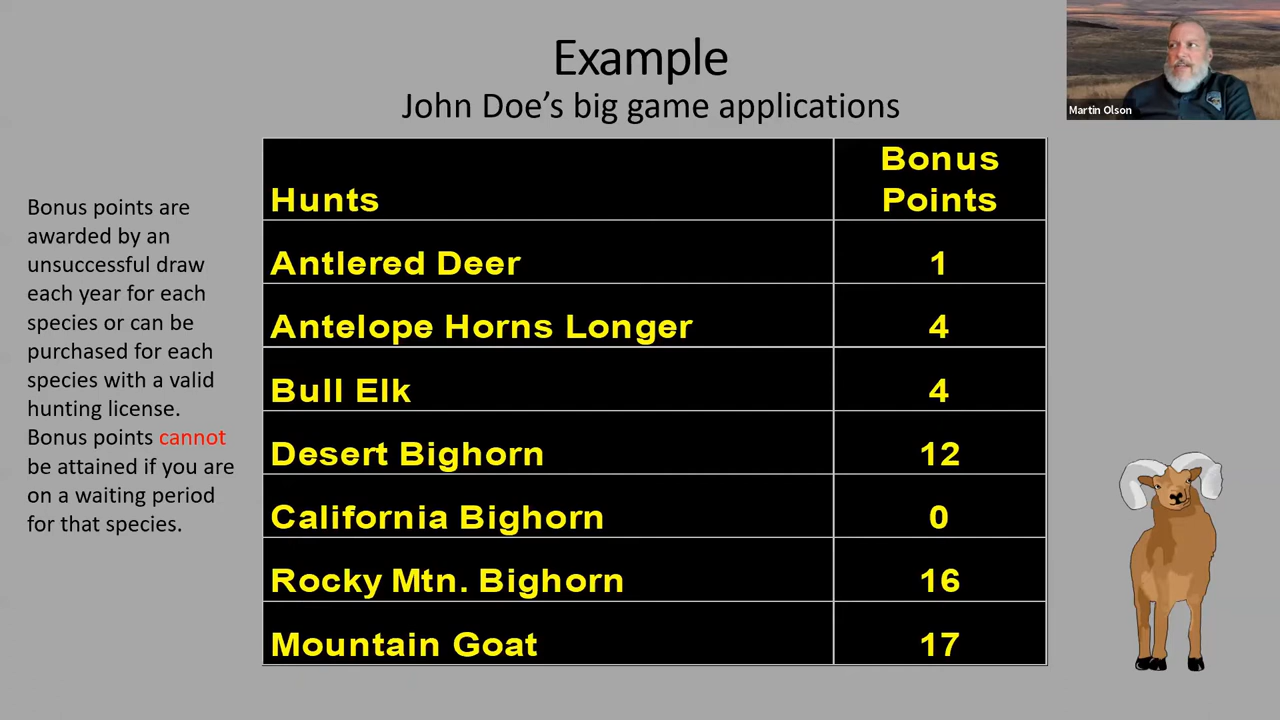 Example
John Doe’s big game applications
Martin Olson
Bonus points are
awarded by an
unsuccessful draw
each year for each
species or can be
purchased for each
species with a valid
hunting license.
Bonus points cannot
be attained if you are
on a waiting period
for that species.
Hunts Bonus Points
Antlered Deer 1
Antelope Horns Longer 4
Bull Elk 4
Desert Bighorn 12
California Bighorn 0
Rocky Mtn. Bighorn 16
Mountain Goat 17